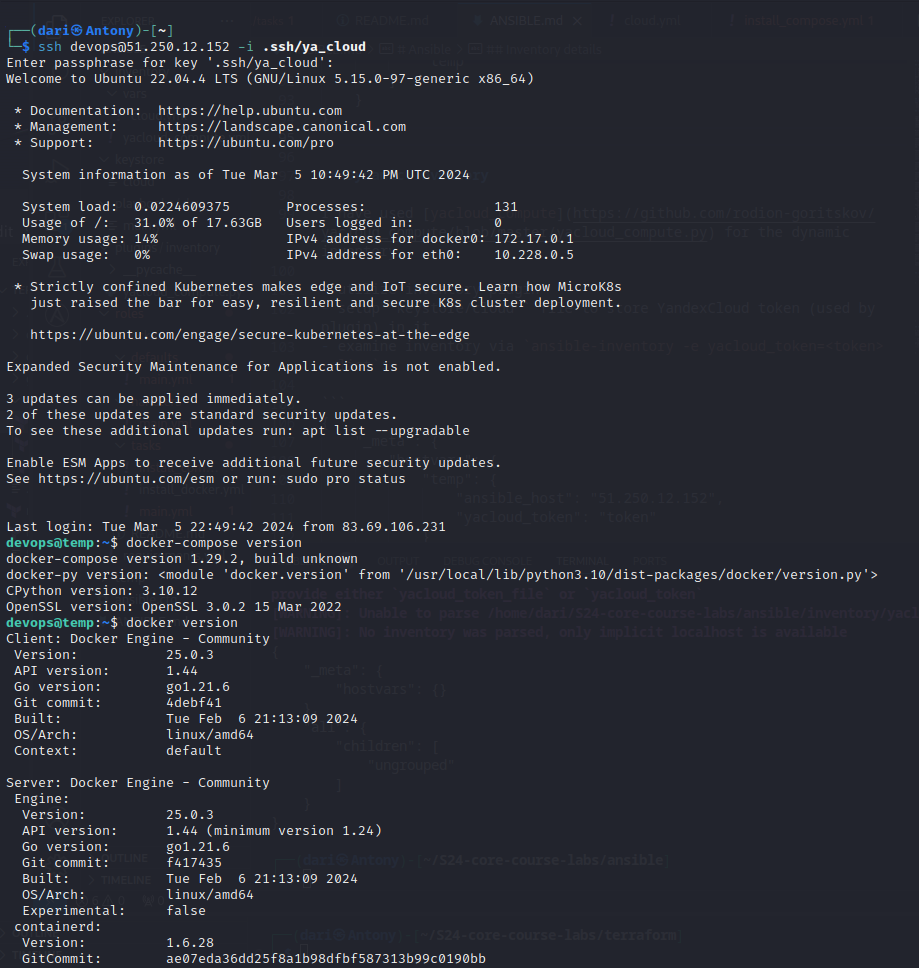 ┌──(dari㉿Antony)-[~]
└─$ ssh devops@51.250.12.152 -i .ssh/ya_cloud
Enter passphrase for key '.ssh/ya_cloud':
Welcome to Ubuntu 22.04.4 LTS (GNU/Linux 5.15.0-97-generic x86_64)

 * Documentation:  https://help.ubuntu.com
 * Management:     https://landscape.canonical.com
 * Support:        https://ubuntu.com/pro

  System information as of Tue Mar  5 10:49:42 PM UTC 2024

  System load:  0.0224609375       Processes:                131
  Usage of /:   31.0% of 17.63GB   Users logged in:          0
  Memory usage: 14%                IPv4 address for docker0: 172.17.0.1
  Swap usage:   0%                 IPv4 address for eth0:    10.228.0.5

 * Strictly confined Kubernetes makes edge and IoT secure. Learn how MicroK8s
   just raised the bar for easy, resilient and secure K8s cluster deployment.

   https://ubuntu.com/engage/secure-kubernetes-at-the-edge

Expanded Security Maintenance for Applications is not enabled.

3 updates can be applied immediately.
2 of these updates are standard security updates.
To see these additional updates run: apt list --upgradable

Enable ESM Apps to receive additional future security updates.
See https://ubuntu.com/esm or run: sudo pro status


Last login: Tue Mar  5 22:49:42 2024 from 83.69.106.231
devops@temp:~$ docker-compose version
docker-compose version 1.29.2, build unknown
docker-py version: <module 'docker.version' from '/usr/local/lib/python3.10/dist-packages/docker/version.py'>
CPython version: 3.10.12
OpenSSL version: OpenSSL 3.0.2 15 Mar 2022
devops@temp:~$ docker version
Client: Docker Engine - Community
 Version:           25.0.3
 API version:       1.44
 Go version:        go1.21.6
 Git commit:        4debf41
 Built:             Tue Feb  6 21:13:09 2024
 OS/Arch:           linux/amd64
 Context:           default

Server: Docker Engine - Community
 Engine:
  Version:          25.0.3
  API version:      1.44 (minimum version 1.24)
  Go version:       go1.21.6
  Git commit:       f417435
  Built:            Tue Feb  6 21:13:09 2024
  OS/Arch:          linux/amd64
  Experimental:     false
 containerd:
  Version:          1.6.28
  GitCommit:        ae07eda36dd25f8a1b98dfbf587313b99c0190bb